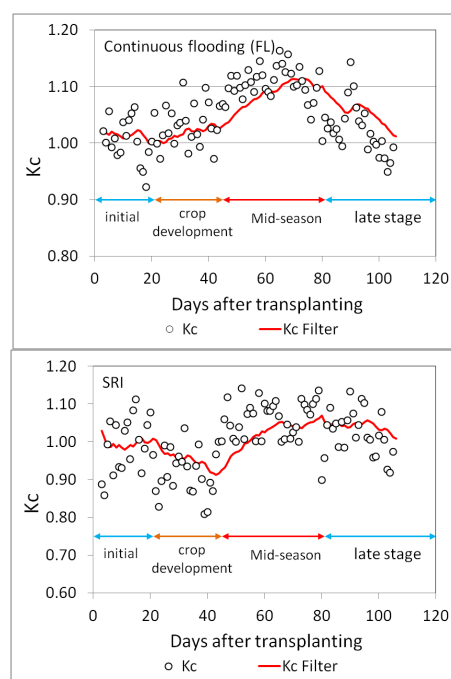 Continuous flooding (FL)
1.20
1.10
1.00
0.90
0.80
Kc
initial
crop
development
Mid-season
late stage
0 20 40 60 80 100 120
Days after transplanting
Kc Kc Filter
SRI
1.20
1.10
1.00
0.90
0.80
0.70
0.60
Kc
initial
crop
development
Mid-season
late stage
0 20 40 60 80 100 120
Days after transplanting
Kc Kc Filter